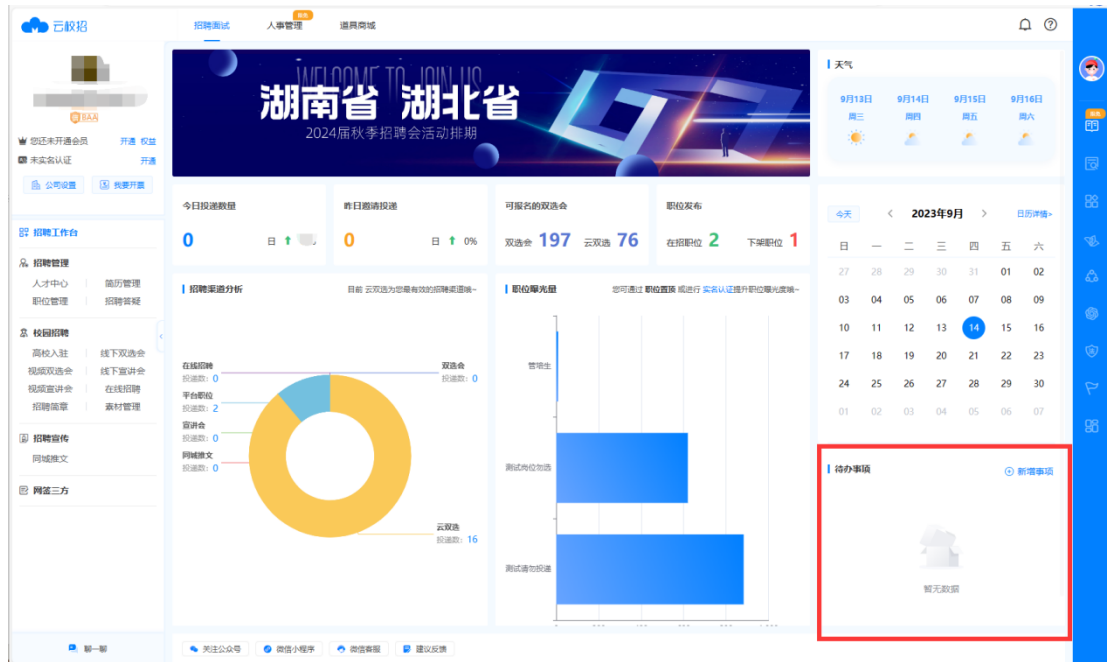 云校招
招聘面试
人事管理
道具商城
BAA
您还未开通会员
开通 权益
未实名认证
开通
公司设置
我要开票
招聘工作台
招聘管理
人才中心
简历管理
职位管理
招聘答疑
校园招聘
高校入驻
线下双选会
视频双选会
线下宣讲会
视频宣讲会
在线招聘
招聘简章
素材管理
招聘宣传
同城推文
网签三方
聊一聊
WELCOME TO JOIN US
湖南省 湖北省
2024届秋季招聘会活动排期
今日投递数量
0
日
昨日邀请投递
0
日 0%
可报名的双选会
双选会 197 云双选 76
职位发布
在招职位 2 下架职位 1
招聘渠道分析
目前 云双选为您最有效的招聘渠道哦~
在线招聘
投递数: 0
平台职位
投递数: 2
宣讲会
投递数: 0
同城推文
投递数: 0
双选会
投递数: 0
云双选
投递数: 16
职位曝光量
您可通过 职位置顶 或进行 实名认证提升职位曝光度哦~
管培生
测试岗位勿选
测试请勿投递
关注公众号
微信小程序
微信客服
建议反馈
天气
9月13日 9月14日 9月15日 9月16日
周三 周四 周五 周六
今天
2023年9月
日历详情>
日 一 二 三 四 五 六
27 28 29 30 31 01 02
03 04 05 06 07 08 09
10 11 12 13 14 15 16
17 18 19 20 21 22 23
24 25 26 27 28 29 30
01 02 03 04 05 06 07
待办事项
新增事项
暂无数据